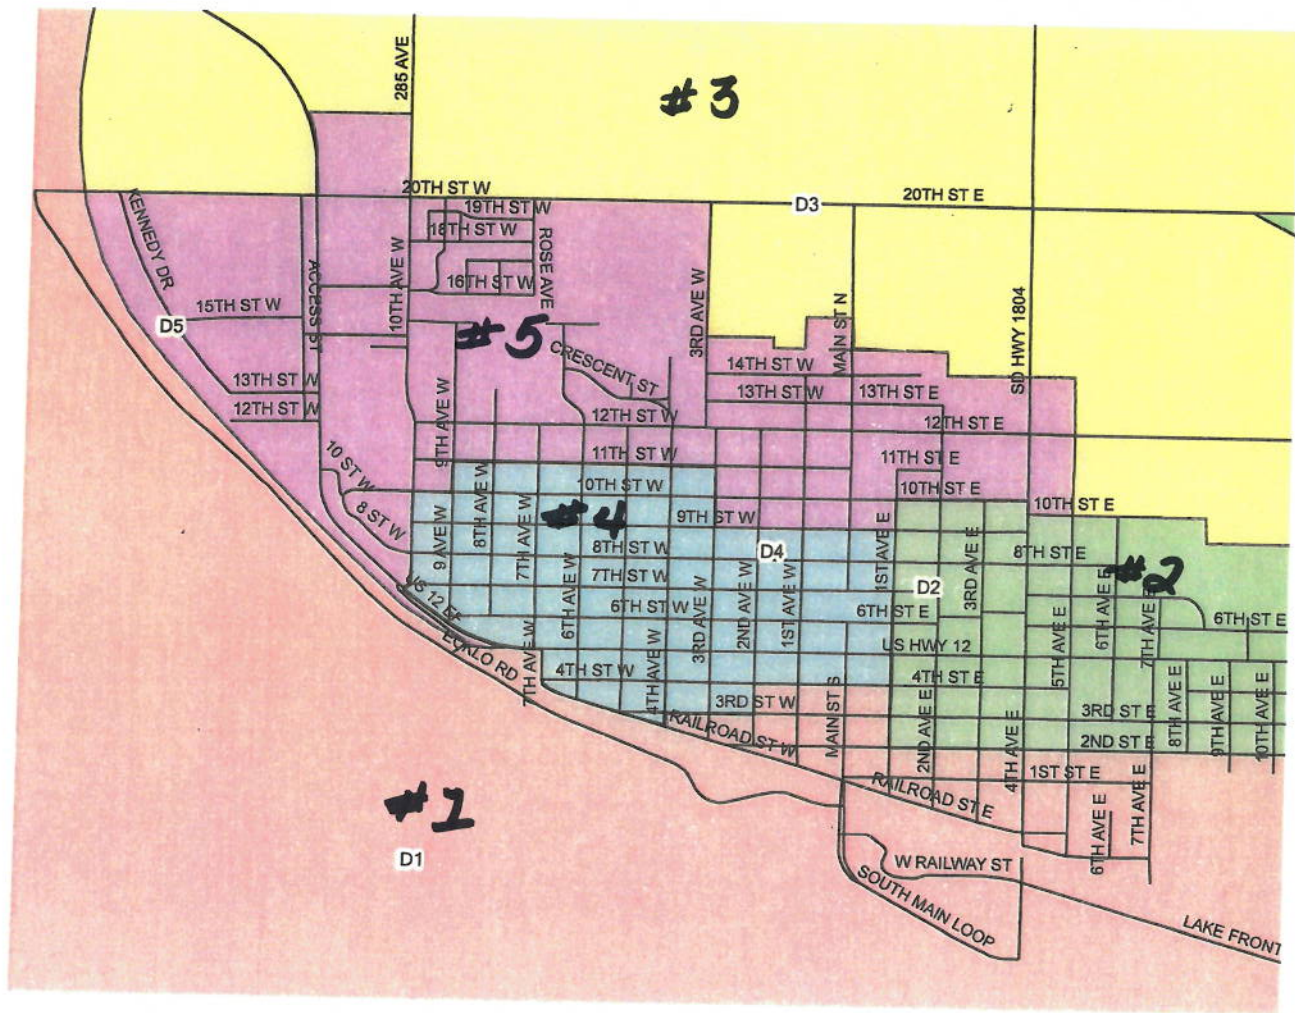 285 AVE
#3
20TH ST W
D3
20TH ST E
KENNEDY DR
19TH ST W
18TH ST W
ROSE AVE
16TH ST W
ACCESS ST
10TH AVE W
3RD AVE W
MAIN ST N
SD HWY 1804
15TH ST W
D5
#5
CRESCENT ST
14TH ST W
13TH ST W
13TH ST W
13TH ST E
12TH ST W
12TH ST W
12TH ST E
9TH AVE W
11TH ST W
11TH ST E
10 ST W
8TH AVE W
10TH ST W
10TH ST E
10TH ST E
8 ST W
#4
9TH ST W
9 AVE W
7TH AVE W
8TH ST W
D4
1ST AVE E
3RD AVE E
8TH ST E
7TH ST W
D2
#2
6TH AVE W
6TH ST W
3RD AVE W
2ND AVE W
1ST AVE W
6TH ST E
6TH AVE E
7TH AVE E
6TH ST E
US 12
US HWY 12
5TH AVE E
RD
7TH AVE W
4TH ST W
4TH AVE W
4TH ST E
3RD ST W
MAIN ST S
2ND AVE E
4TH AVE E
3RD ST E
8TH AVE E
9TH AVE E
10TH AVE E
RAILROAD ST W
2ND ST E
1ST ST E
RAILROAD ST E
#1
D1
6TH AVE E
7TH AVE E
W RAILWAY ST
SOUTH MAIN LOOP
LAKE FRONT